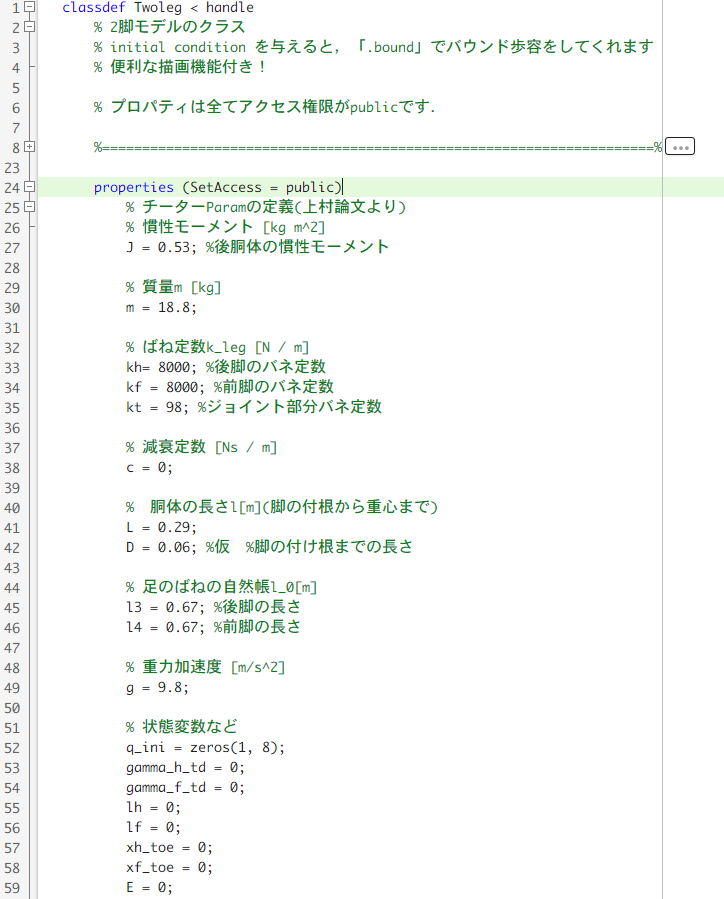 1 classdef Twoleg < handle
2 % 2脚モデルのクラス
3 % initial condition を与えると, 「.bound」でバウンド歩容をしてくれます
4 % 便利な描画機能付き！
5
6 % プロパティは全てアクセス権限がpublicです.
7
8 %======================================================================% ...
23
24 properties (SetAccess = public)
25 % チーターParamの定義(上村論文より)
26 % 慣性モーメント [kg m^2]
27 J = 0.53; %後胴体の慣性モーメント
28
29 % 質量m [kg]
30 m = 18.8;
31
32 % ばね定数k_leg [N / m]
33 kh= 8000; %後脚のバネ定数
34 kf = 8000; %前脚のバネ定数
35 kt = 98; %ジョイント部分バネ定数
36
37 % 減衰定数 [Ns / m]
38 c = 0;
39
40 %　胴体の長さl[m](脚の付根から重心まで)
41 L = 0.29;
42 D = 0.06; %仮　%脚の付け根までの長さ
43
44 % 足のばねの自然帳l_0[m]
45 l3 = 0.67; %後脚の長さ
46 l4 = 0.67; %前脚の長さ
47
48 % 重力加速度 [m/s^2]
49 g = 9.8;
50
51 % 状態変数など
52 q_ini = zeros(1, 8);
53 gamma_h_td = 0;
54 gamma_f_td = 0;
55 lh = 0;
56 lf = 0;
57 xh_toe = 0;
58 xf_toe = 0;
59 E = 0;